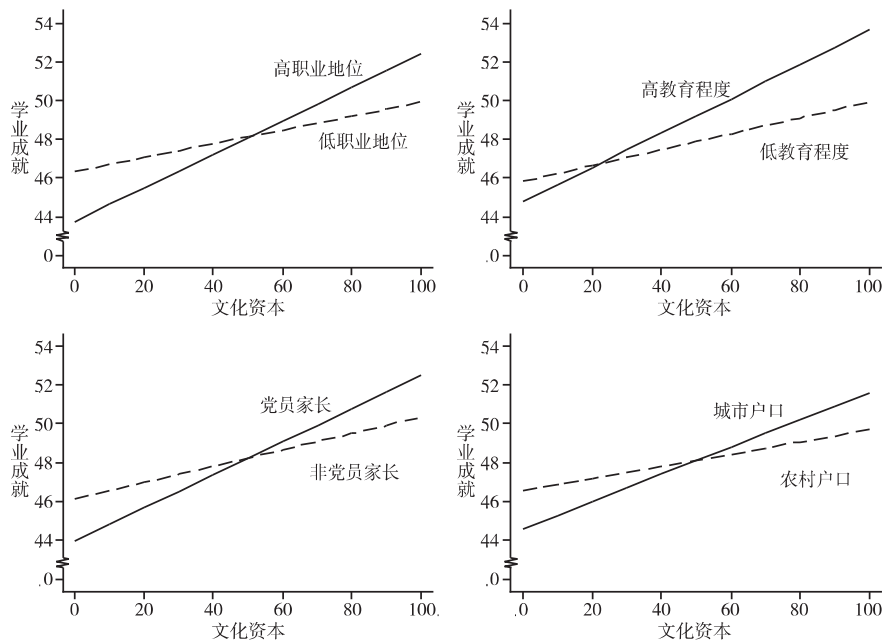 54
52
50
48
46
44
0
学业成就
高职业地位
低职业地位
0 20 40 60 80 100
文化资本
54
52
50
48
46
44
.0
学业成就
高教育程度
低教育程度
0 20 40 60 80 100
文化资本
54
52
50
48
46
44
.0
学业成就
党员家长
非党员家长
0 20 40 60 80 100.
文化资本
54
52
50
48
46
44
.0
学业成就
城市户口
农村户口
.0 20 40 60 80 100
文化资本